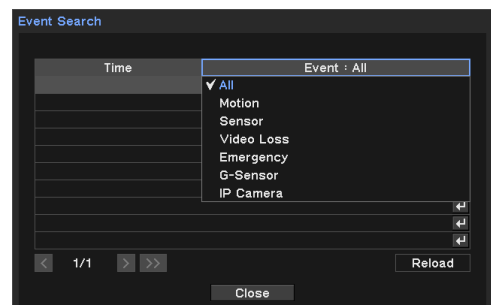 Event Search
Time
Event : All
All
Motion
Sensor
Video Loss
Emergency
G-Sensor
IP Camera
< 1/1 > >> Reload
Close